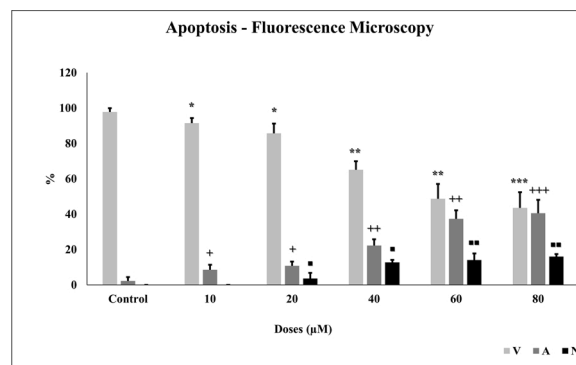 Apoptosis - Fluorescence Microscopy
120
100
80
60
40
20
0
%
* * ** ** ***
+ + ++ ++ +++
■ ■ ■■ ■■
Control 10 20 40 60 80
Doses (µM)
V A N